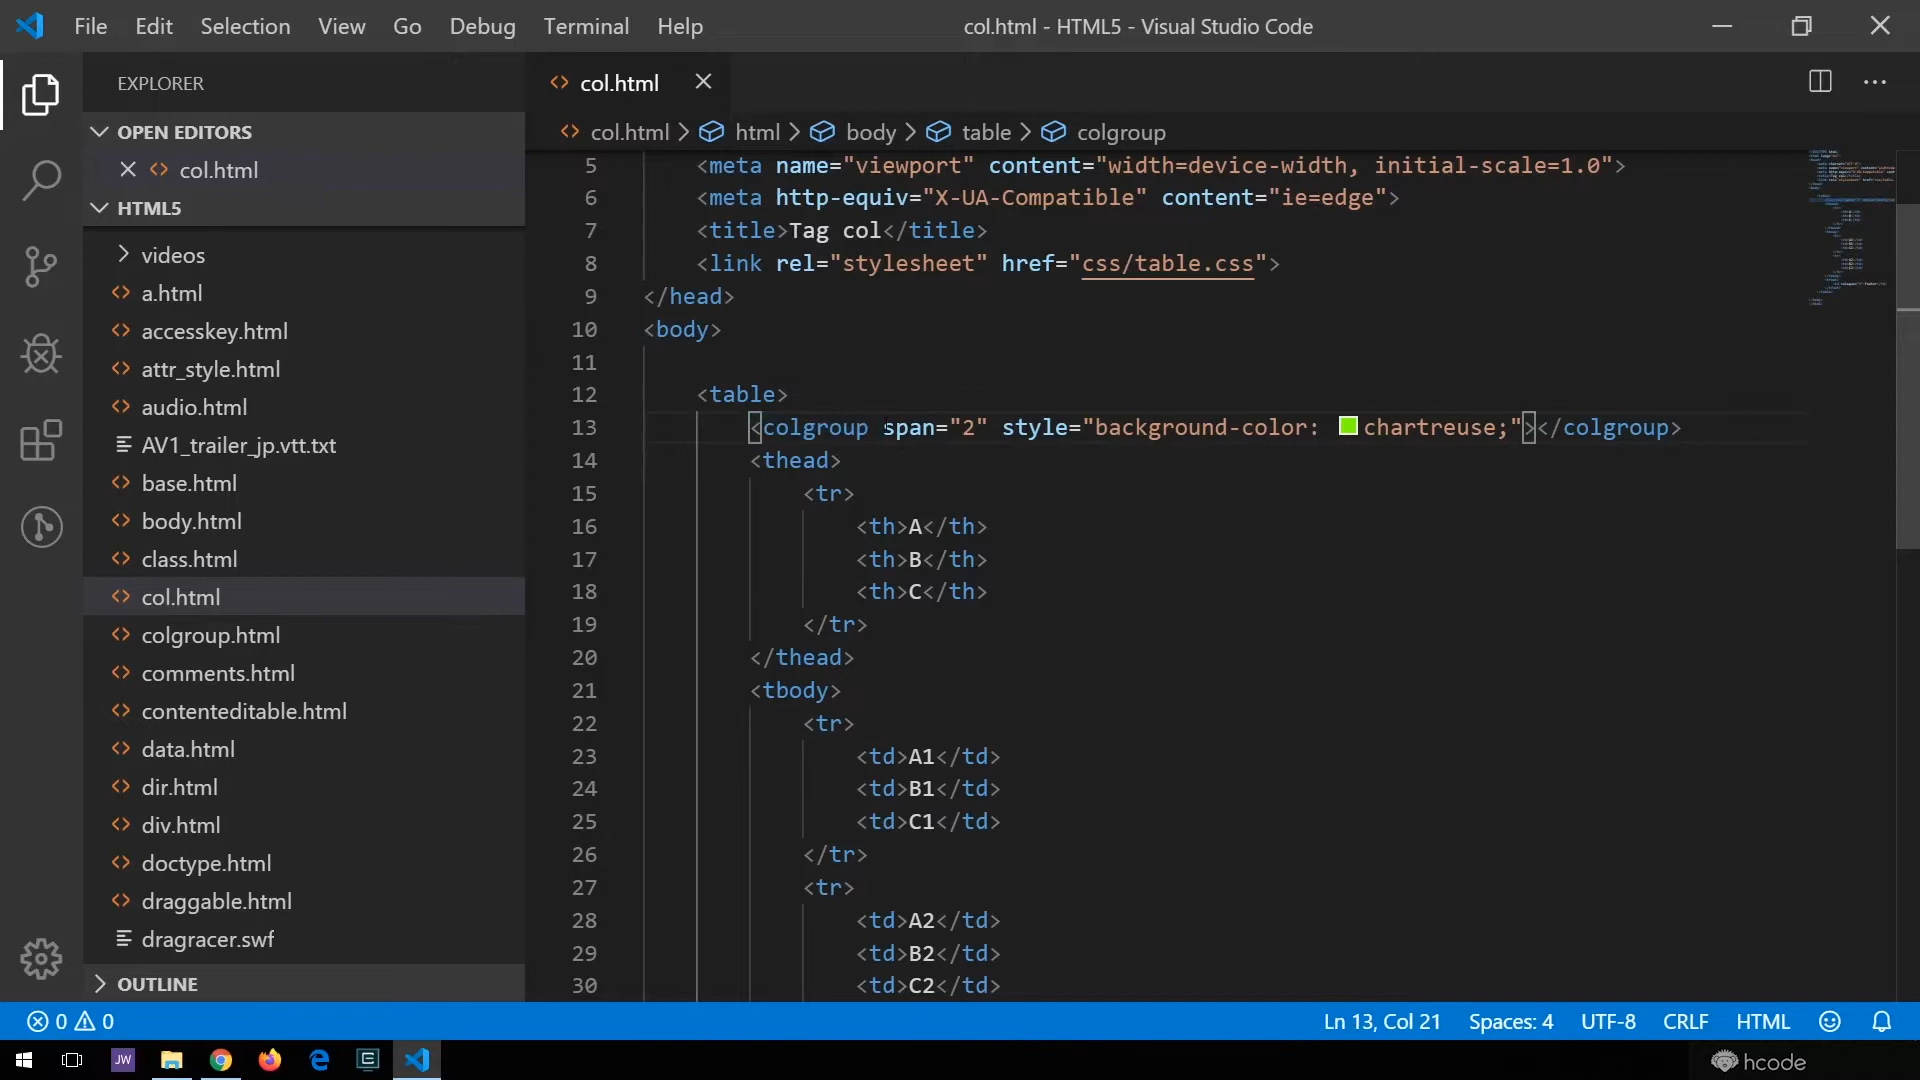 File Edit Selection View Go Debug Terminal Help
col.html - HTML5 - Visual Studio Code
EXPLORER
OPEN EDITORS
col.html
HTML5
videos
a.html
accesskey.html
attr_style.html
audio.html
AV1_trailer_jp.vtt.txt
base.html
body.html
class.html
col.html
colgroup.html
comments.html
contenteditable.html
data.html
dir.html
div.html
doctype.html
draggable.html
dragracer.swf
OUTLINE
col.html
col.html > html > body > table > colgroup
5 <meta name="viewport" content="width=device-width, initial-scale=1.0">
6 <meta http-equiv="X-UA-Compatible" content="ie=edge">
7 <title>Tag col</title>
8 <link rel="stylesheet" href="css/table.css">
9 </head>
10 <body>
11
12 <table>
13 <colgroup span="2" style="background-color: chartreuse;"></colgroup>
14 <thead>
15 <tr>
16 <th>A</th>
17 <th>B</th>
18 <th>C</th>
19 </tr>
20 </thead>
21 <tbody>
22 <tr>
23 <td>A1</td>
24 <td>B1</td>
25 <td>C1</td>
26 </tr>
27 <tr>
28 <td>A2</td>
29 <td>B2</td>
30 <td>C2</td>
0 0
Ln 13, Col 21 Spaces: 4 UTF-8 CRLF HTML
JW
hcode